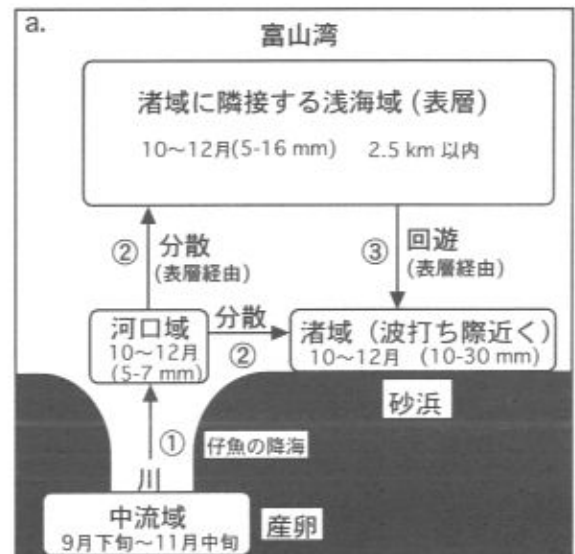 a.
富山湾
渚域に隣接する浅海域 (表層)
10〜12月(5-16 mm) 2.5 km 以内
② 分散
(表層経由)
③ 回遊
(表層経由)
河口域
10〜12月
(5-7 mm)
分散
②
渚域（波打ち際近く）
10〜12月 (10-30 mm)
砂浜
① 仔魚の降海
川
中流域
9月下旬〜11月中旬
産卵